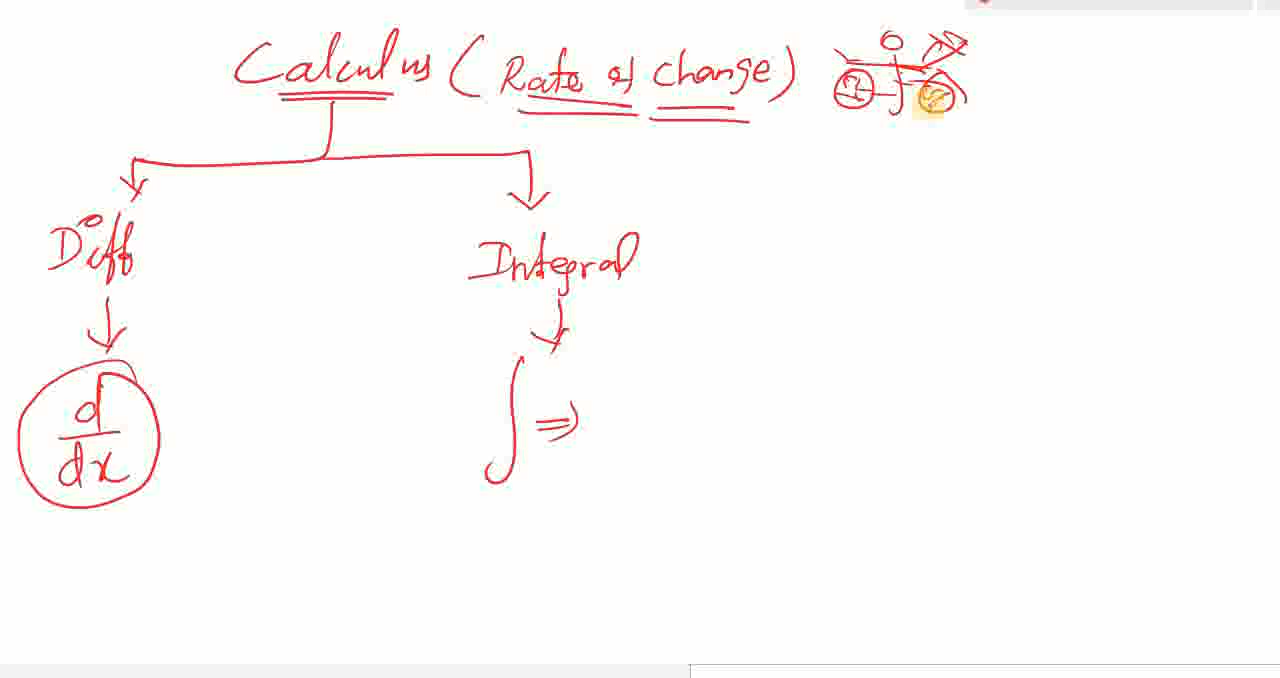 Calculus (Rate of change)
Diff Integral
d/dx ∫ ⇒